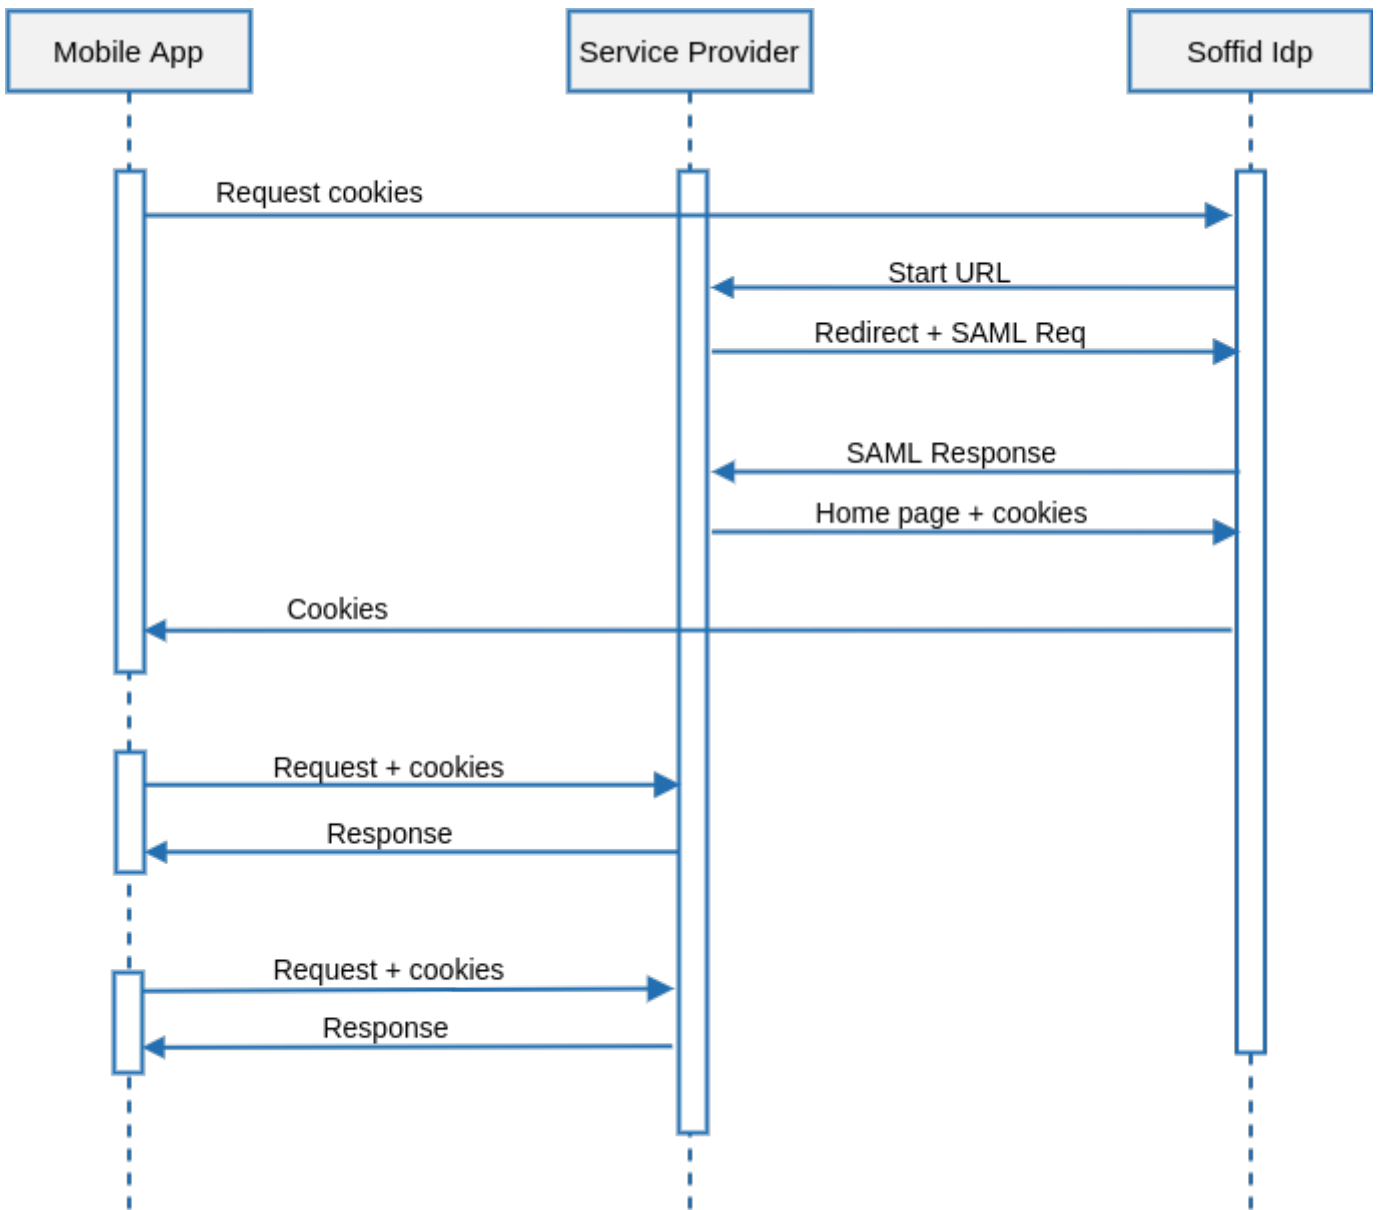 Mobile App
Service Provider
Soffid Idp
Request cookies
Start URL
Redirect + SAML Req
SAML Response
Home page + cookies
Cookies
Request + cookies
Response
Request + cookies
Response